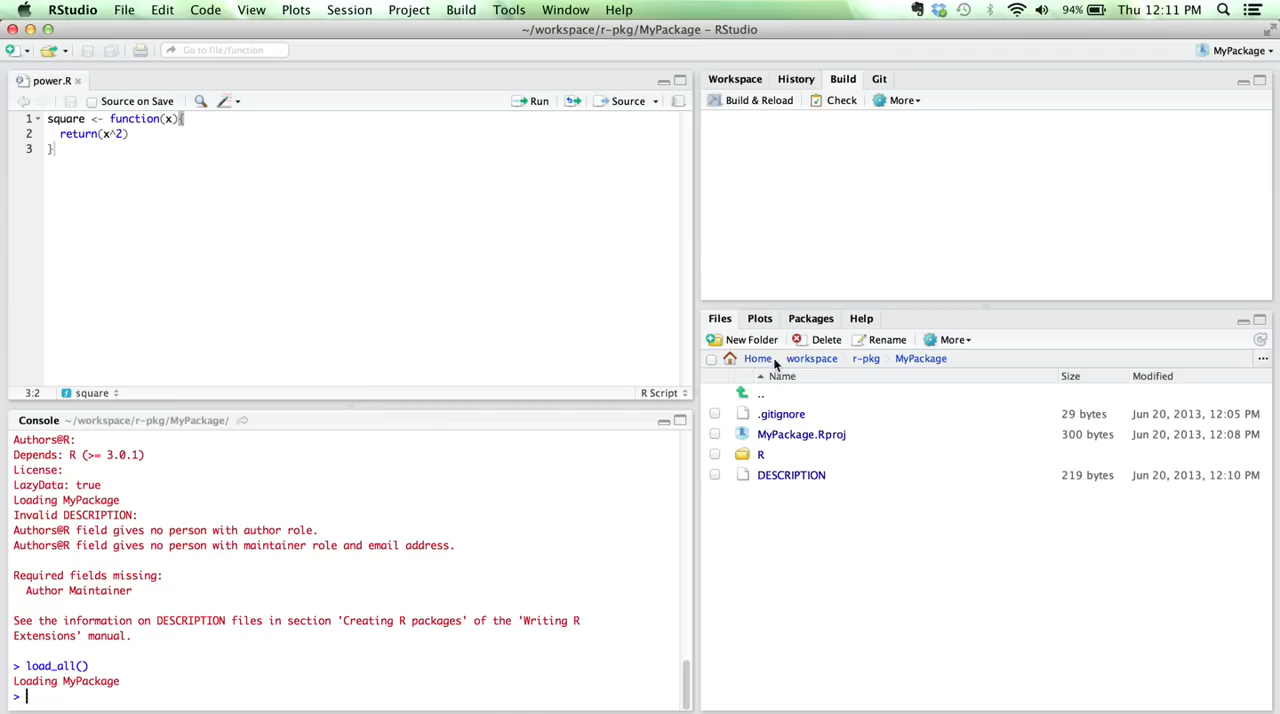 RStudio File Edit Code View Plots Session Project Build Tools Window Help 94% Thu 12:11 PM
~/workspace/r-pkg/MyPackage - RStudio
Go to file/function MyPackage
power.R
Source on Save Run Source
1 square <- function(x){
2 return(x^2)
3 }
3:2 square R Script
Console ~/workspace/r-pkg/MyPackage/
Authors@R:
Depends: R (>= 3.0.1)
License:
LazyData: true
Loading MyPackage
Invalid DESCRIPTION:
Authors@R field gives no person with author role.
Authors@R field gives no person with maintainer role and email address.
Required fields missing:
Author Maintainer
See the information on DESCRIPTION files in section 'Creating R packages' of the 'Writing R
Extensions' manual.
> load_all()
Loading MyPackage
>
Workspace History Build Git
Build & Reload Check More
Files Plots Packages Help
New Folder Delete Rename More
Home workspace r-pkg MyPackage
Name Size Modified
..
.gitignore 29 bytes Jun 20, 2013, 12:05 PM
MyPackage.Rproj 300 bytes Jun 20, 2013, 12:08 PM
R
DESCRIPTION 219 bytes Jun 20, 2013, 12:10 PM